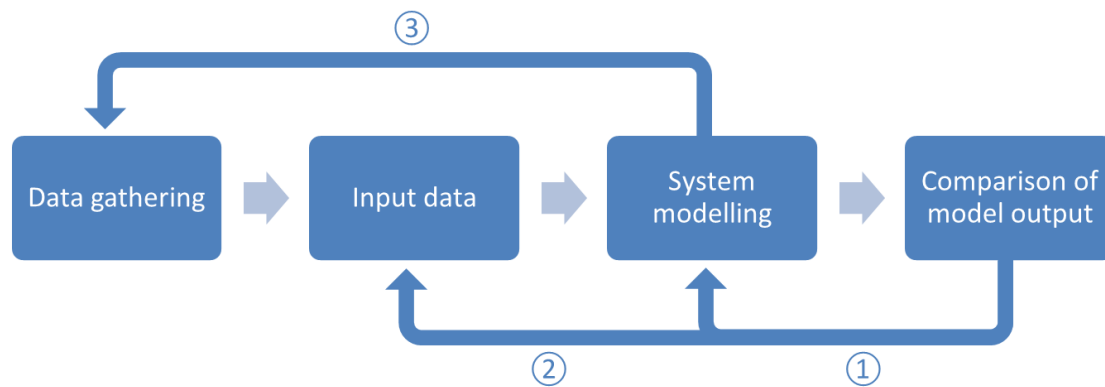 ③
Data gathering
Input data
System
modelling
Comparison of
model output
②
①